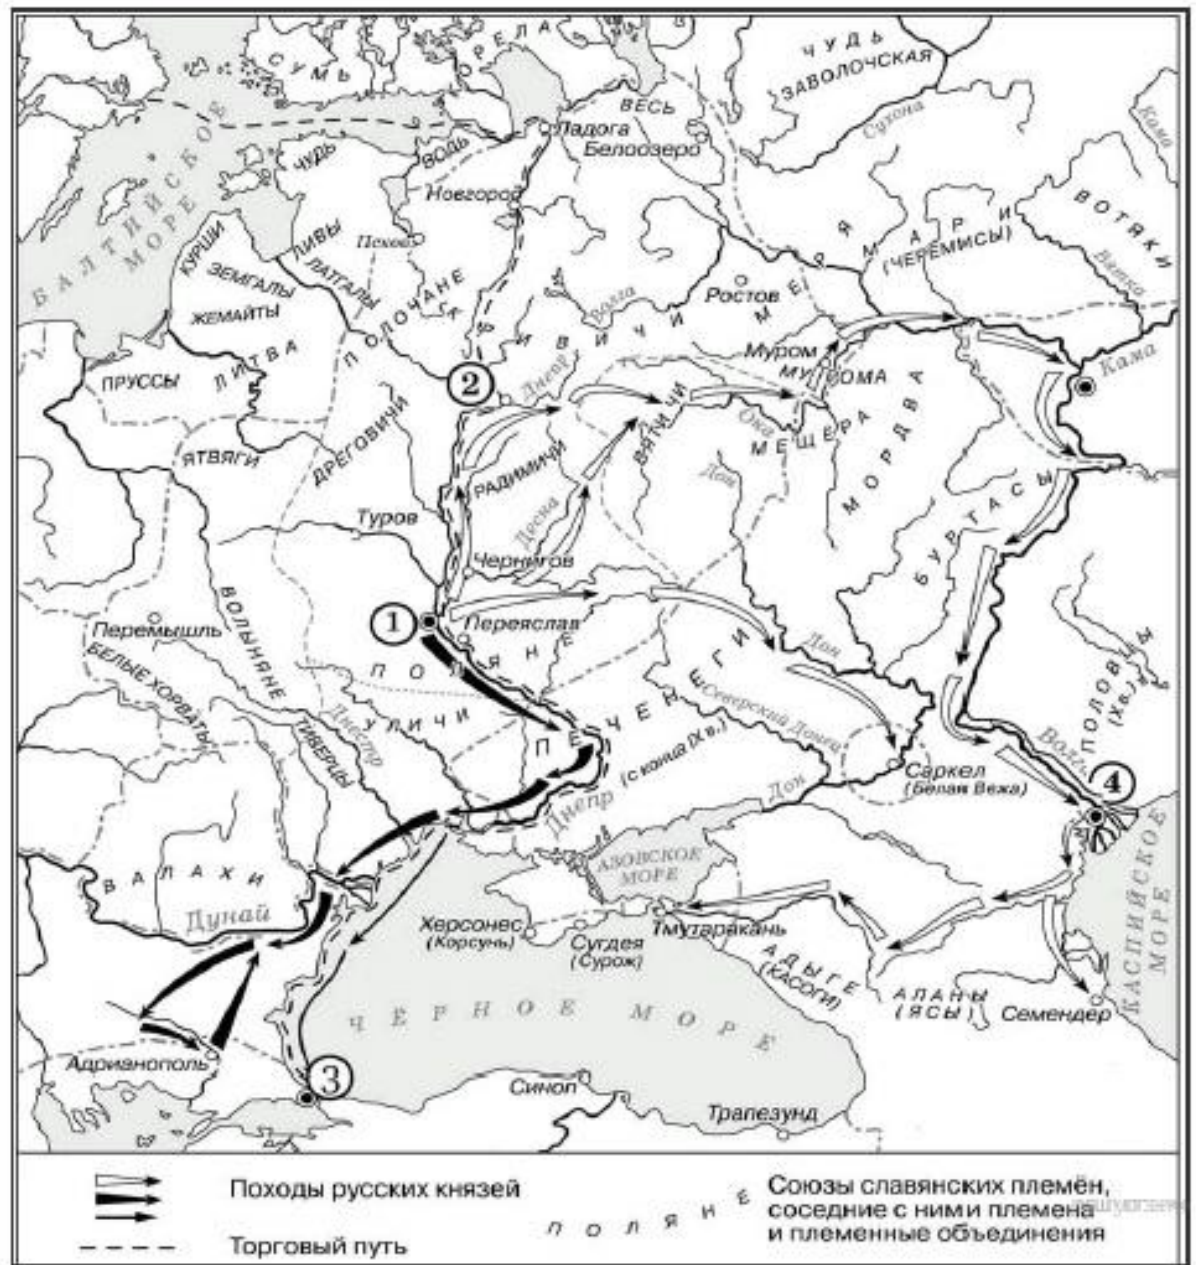 СУМЬ
КОРЕЛА
ЧУДЬ
ЗАВОЛОЧСКАЯ
ВЕСЬ
Сухона
Кама
Ладога
Белоозеро
ЧУДЬ
ВОДЬ
Новгород
БАЛТИЙСКОЕ
МОРЕ
КУРШИ
ЛИВЫ
Псков
ЗЕМГАЛЫ
ЛАТГАЛЫ
ЖЕМАЙТЫ
ПОЛОЧАНЕ
КРИВИЧИ
Волга
Ростов
МЕРЯ
МАРИ
(ЧЕРЕМИСЫ)
ВОТЯКИ
Вятка
ПРУССЫ
ЛИТВА
2
Днепр
Муром
МУРОМА
Кама
ЯТВЯГИ
ДРЕГОВИЧИ
РАДИМИЧИ
ВЯТИЧИ
Ока
МЕЩЕРА
МОРДВА
Дон
Десна
БУРТАСЫ
Туров
Чернигов
1
Переяслав
Перемышль
ВОЛЫНЯНЕ
ПОЛЯНЕ
БЕЛЫЕ ХОРВАТЫ
УЛИЧИ
ТИВЕРЦЫ
Днестр
ПЕЧЕНЕГИ
(с конца IX в.)
Дон
Северский Донец
ПОЛОВЦЫ
(X в.)
Волга
Саркел
(Белая Вежа)
4
Днепр
Дон
АЗОВСКОЕ
МОРЕ
ВАЛАХИ
Дунай
Херсонес
(Корсунь)
Сугдея
(Сурож)
Тмутаракань
АДЫГЕ
(КАСОГИ)
АЛАНЫ
(ЯСЫ)
Семендер
КАСПИЙСКОЕ
МОРЕ
ЧЁРНОЕ МОРЕ
Адрианополь
3
Синоп
Трапезунд
Походы русских князей
Торговый путь
ПОЛЯНЕ
Союзы славянских племён,
соседние с ними племена
и племенные объединения